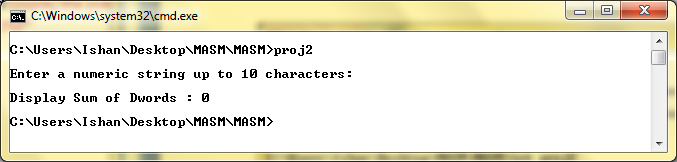 C:\Windows\system32\cmd.exe
C:\Users\Ishan\Desktop\MASM\MASM>proj2
Enter a numeric string up to 10 characters:
Display Sum of Dwords : 0
C:\Users\Ishan\Desktop\MASM\MASM>